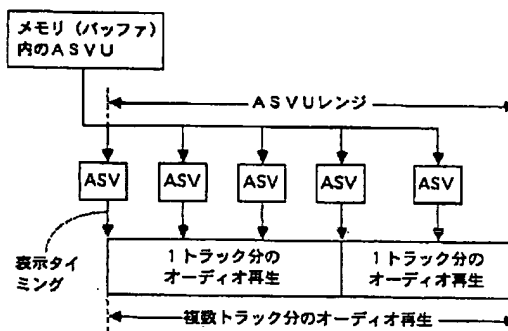 メモリ（バッファ）
内のASVU
ASVUレンジ
ASV
ASV
ASV
ASV
ASV
表示タイ
ミング
1トラック分の
オーディオ再生
1トラック分の
オーディオ再生
複数トラック分のオーディオ再生